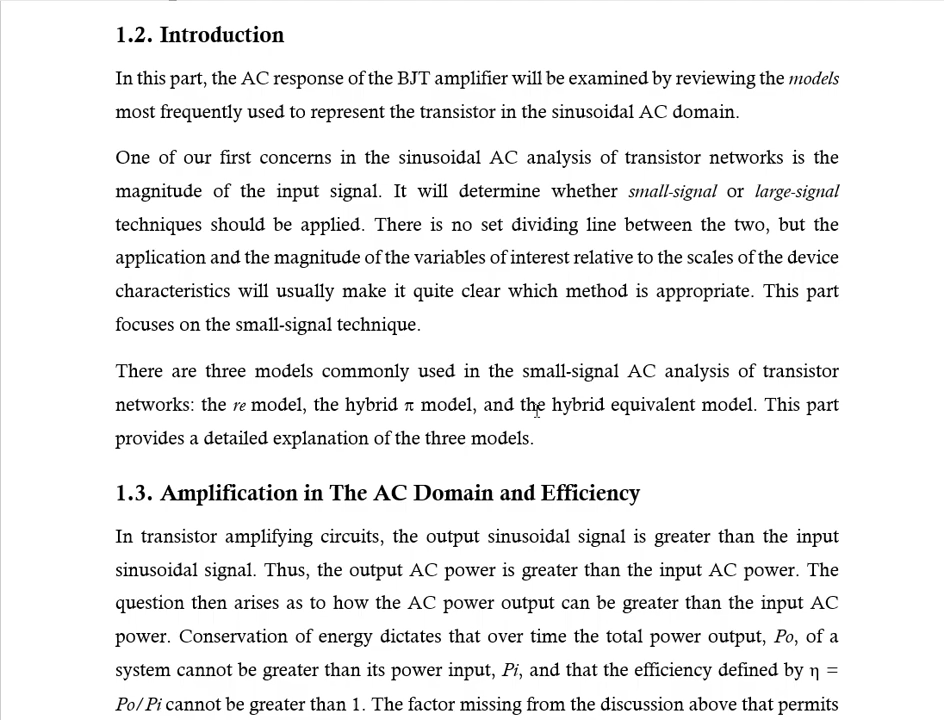 1.2. Introduction
In this part, the AC response of the BJT amplifier will be examined by reviewing the models
most frequently used to represent the transistor in the sinusoidal AC domain.
One of our first concerns in the sinusoidal AC analysis of transistor networks is the
magnitude of the input signal. It will determine whether small-signal or large-signal
techniques should be applied. There is no set dividing line between the two, but the
application and the magnitude of the variables of interest relative to the scales of the device
characteristics will usually make it quite clear which method is appropriate. This part
focuses on the small-signal technique.
There are three models commonly used in the small-signal AC analysis of transistor
networks: the re model, the hybrid π model, and the hybrid equivalent model. This part
provides a detailed explanation of the three models.
1.3. Amplification in The AC Domain and Efficiency
In transistor amplifying circuits, the output sinusoidal signal is greater than the input
sinusoidal signal. Thus, the output AC power is greater than the input AC power. The
question then arises as to how the AC power output can be greater than the input AC
power. Conservation of energy dictates that over time the total power output, Po, of a
system cannot be greater than its power input, Pi, and that the efficiency defined by η =
Po/Pi cannot be greater than 1. The factor missing from the discussion above that permits